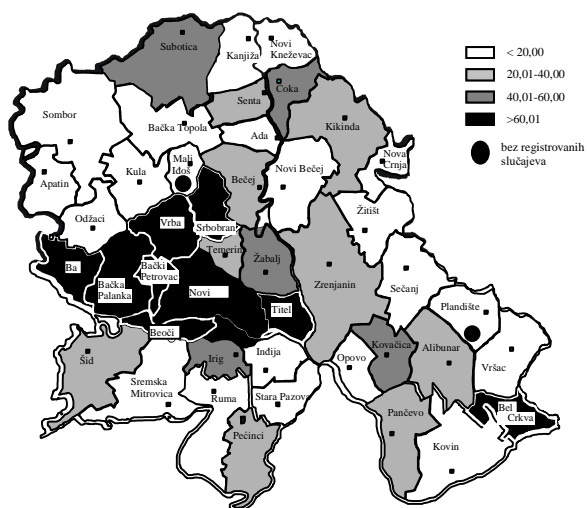 < 20,00
20,01-40,00
40,01-60,00
>60,01
bez registrovanih
slučajeva
Subotica
Kanjiža
Novi
Kneževac
Sombor
Senta
Coka
Bačka Topola
Kikinda
Ada
Apatin
Kula
Mali
Iđoš
Bečej
Novi Bečej
Nova
Crnja
Odžaci
Vrba
Srbobran
Žitišt
Ba
Bački
Petrovac
Temerin
Žabalj
Zrenjanin
Sečanj
Bačka
Palanka
Novi
Titel
Plandište
Beoči
Šid
Irig
Inđija
Opovo
Kovačica
Alibunar
Vršac
Sremska
Mitrovica
Ruma
Stara Pazova
Pančevo
Bel
Crkva
Pećinci
Kovin